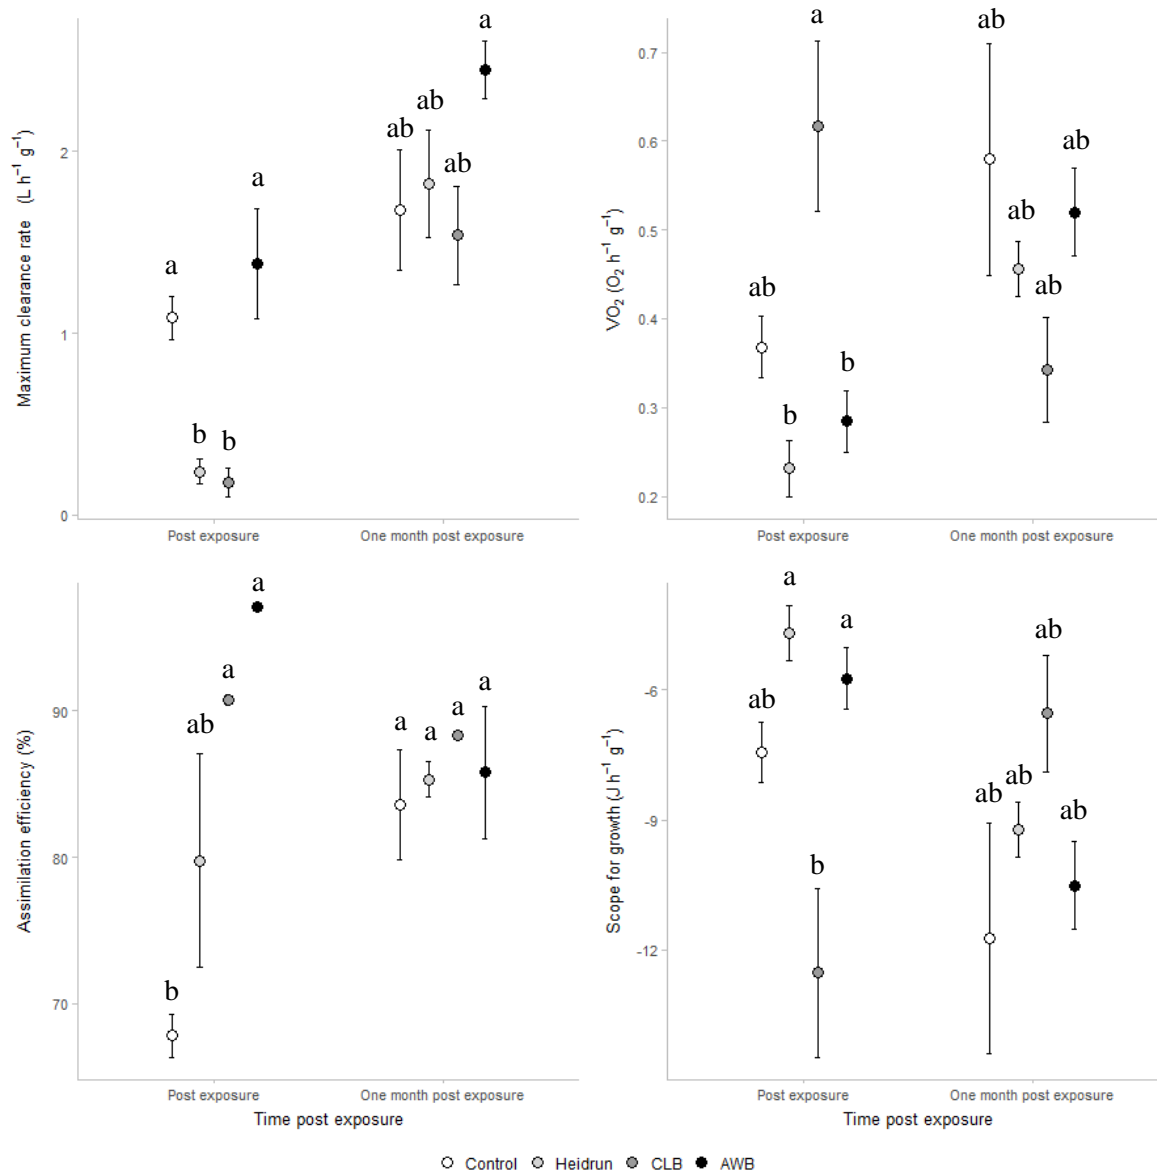 Maximum clearance rate (L h⁻¹ g⁻¹)
2
1
0
a
b
b
a
ab
ab
ab
a
Post exposure
One month post exposure
VO₂ (O₂ h⁻¹ g⁻¹)
0.7
0.6
0.5
0.4
0.3
0.2
ab
b
a
b
ab
ab
ab
ab
Post exposure
One month post exposure
Assimilation efficiency (%)
90
80
70
b
ab
a
a
a
a
a
a
Post exposure
One month post exposure
Time post exposure
Scope for growth (J h⁻¹ g⁻¹)
-6
-9
-12
ab
a
b
a
ab
ab
ab
ab
Post exposure
One month post exposure
Time post exposure
Control Heidrun CLB AWB